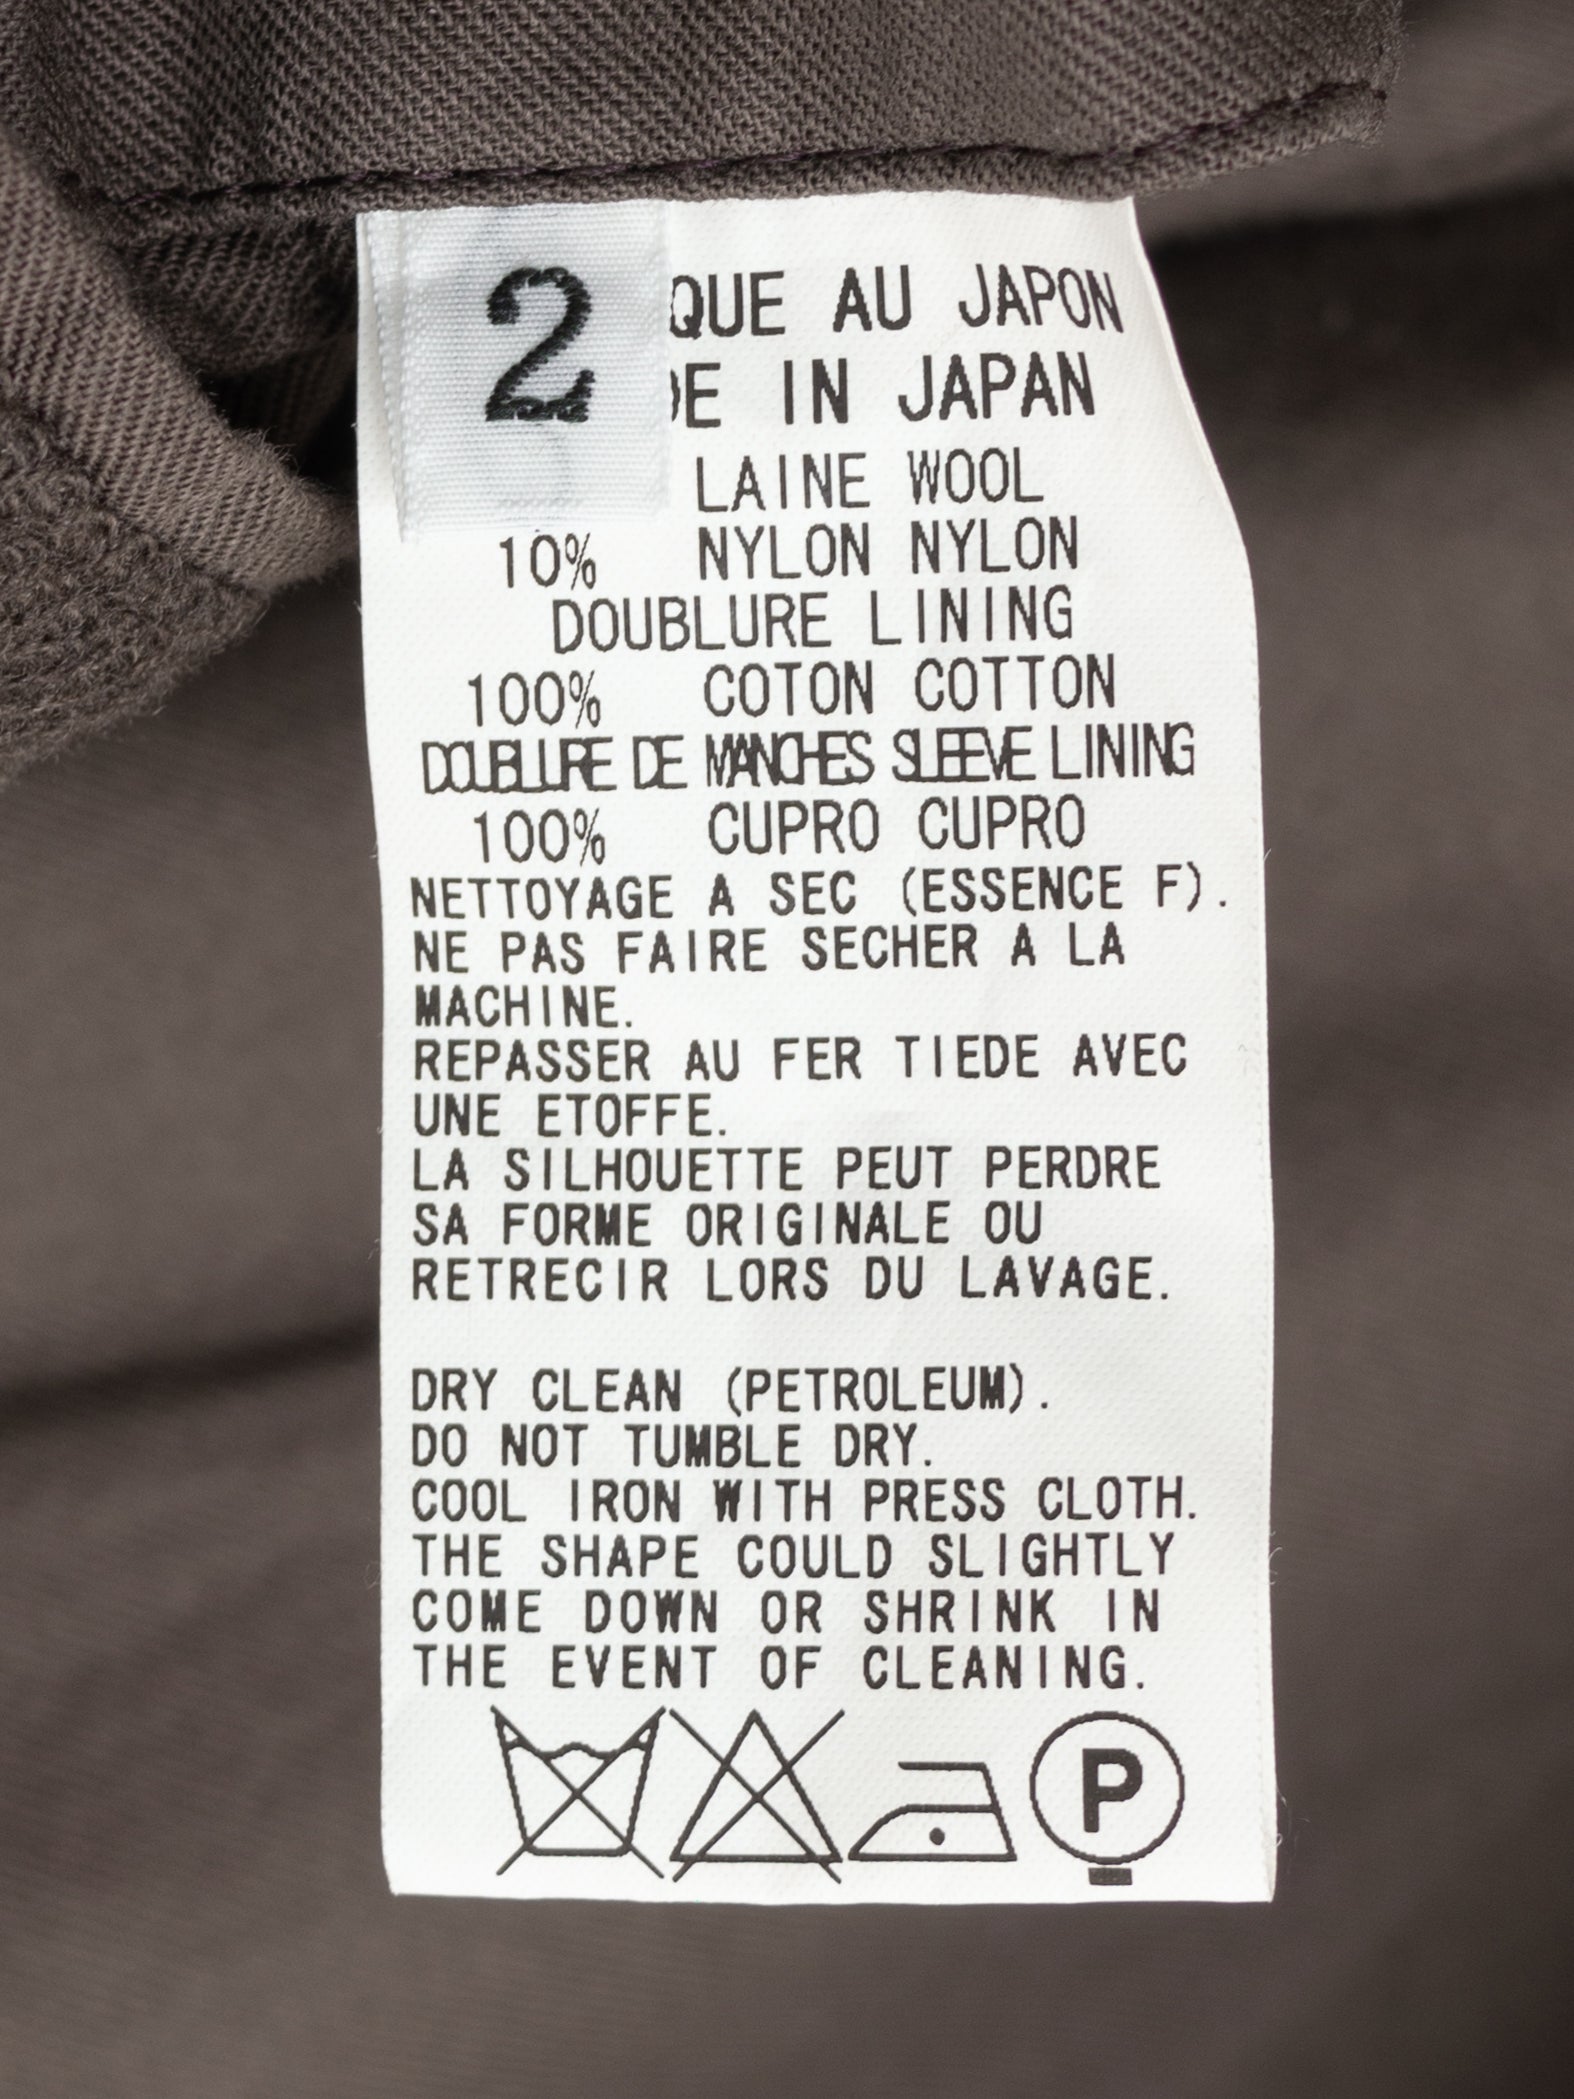 2
QUE AU JAPON
DE IN JAPAN
LAINE WOOL
10% NYLON NYLON
DOUBLURE LINING
100% COTON COTTON
DOUBLURE DE MANCHES SLEEVE LINING
100% CUPRO CUPRO
NETTOYAGE A SEC (ESSENCE F).
NE PAS FAIRE SECHER A LA
MACHINE.
REPASSER AU FER TIEDE AVEC
UNE ETOFFE.
LA SILHOUETTE PEUT PERDRE
SA FORME ORIGINALE OU
RETRECIR LORS DU LAVAGE.
DRY CLEAN (PETROLEUM).
DO NOT TUMBLE DRY.
COOL IRON WITH PRESS CLOTH.
THE SHAPE COULD SLIGHTLY
COME DOWN OR SHRINK IN
THE EVENT OF CLEANING.
P